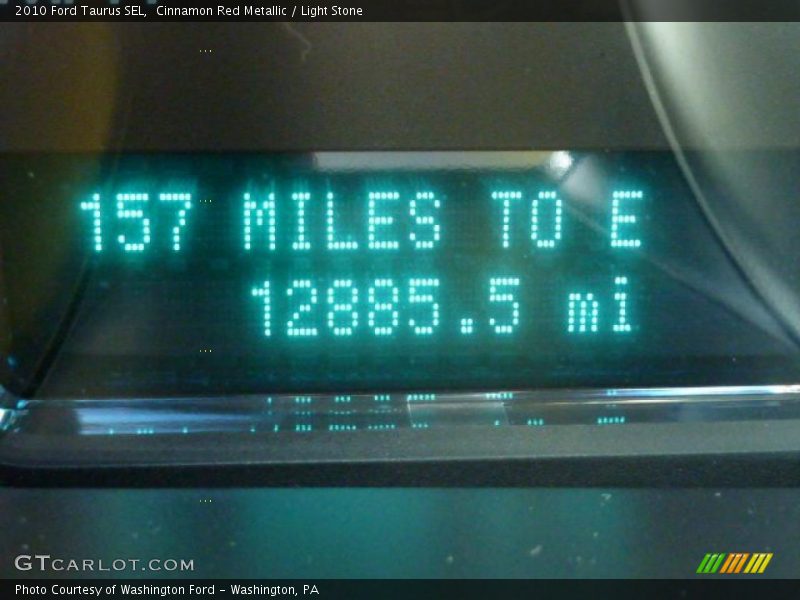 2010 Ford Taurus SEL,  Cinnamon Red Metallic / Light Stone
157 MILES TO E
12885.5 mi
GTCARLOT.COM
Photo Courtesy of Washington Ford - Washington, PA